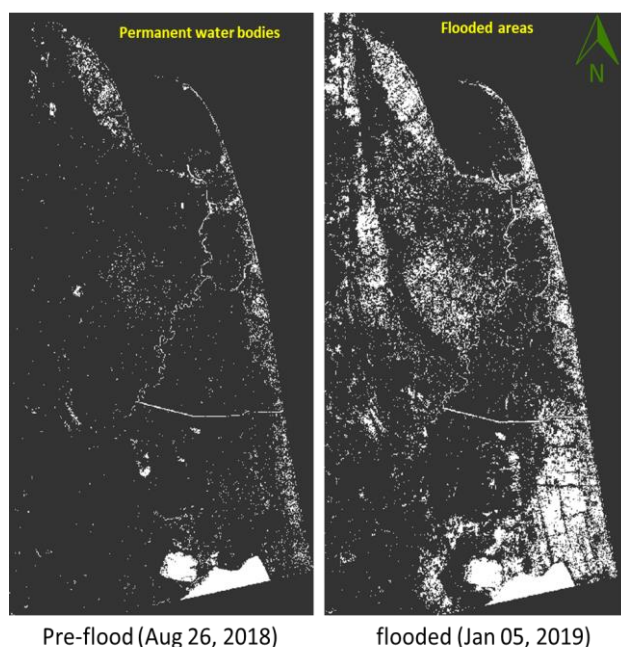 Permanent water bodies
Flooded areas
N
Pre-flood (Aug 26, 2018)
flooded (Jan 05, 2019)